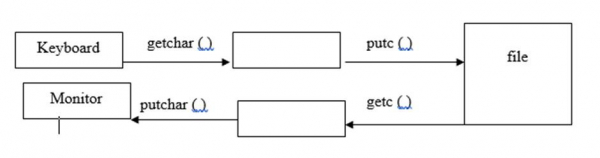 Keyboard
getchar ()
putc ()
file
Monitor
putchar ()
getc ()